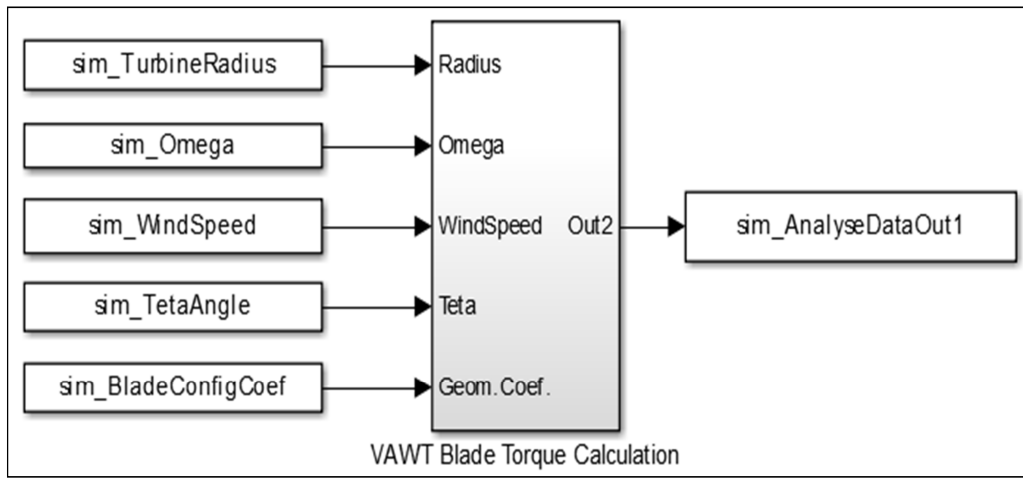 sim_TurbineRadius
Radius
sim_Omega
Omega
sim_WindSpeed
WindSpeed
Out2
sim_AnalyseDataOut1
sim_TetaAngle
Teta
sim_BladeConfigCoef
Geom.Coef.
VAWT Blade Torque Calculation